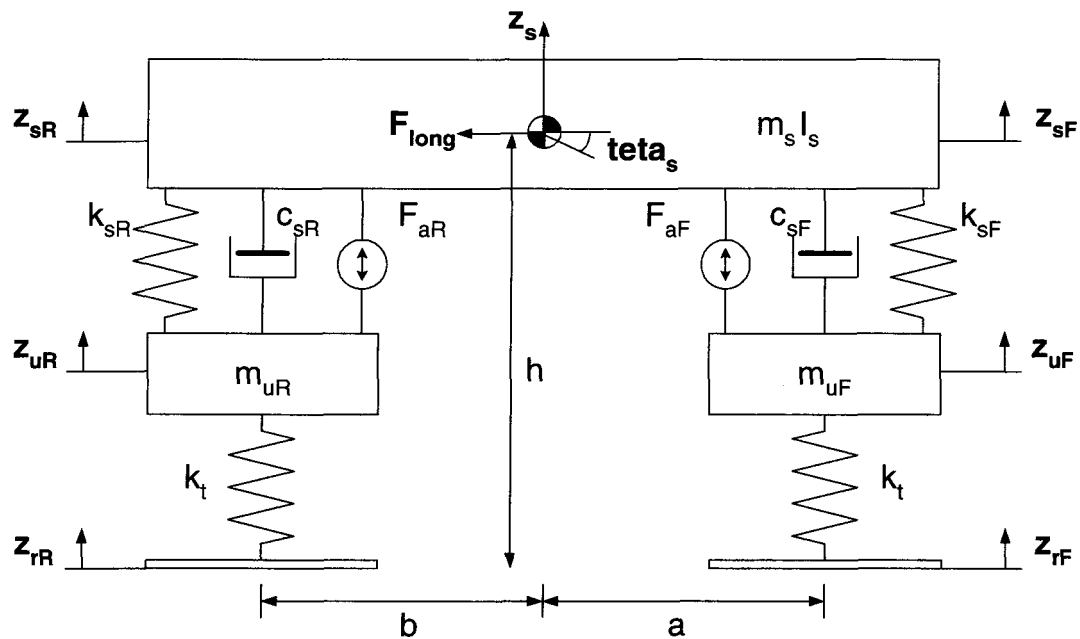 z_s
z_sR F_long teta_s m_s I_s z_sF
k_sR c_sR F_aR F_aF c_sF k_sF
z_uR m_uR h m_uF z_uF
k_t k_t
z_rR z_rF
b a